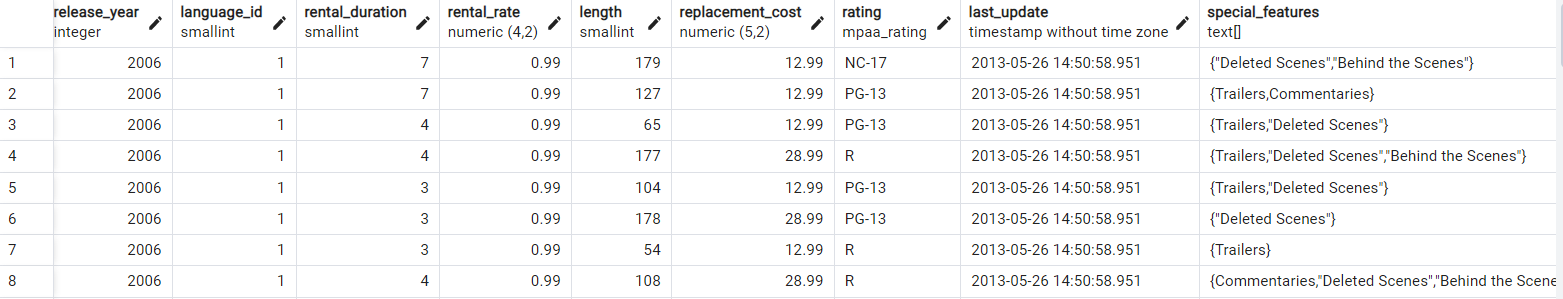 release_year language_id rental_duration rental_rate length replacement_cost rating last_update special_features
integer smallint smallint numeric (4,2) smallint numeric (5,2) mpaa_rating timestamp without time zone text[]
1 2006 1 7 0.99 179 12.99 NC-17 2013-05-26 14:50:58.951 {"Deleted Scenes","Behind the Scenes"}
2 2006 1 7 0.99 127 12.99 PG-13 2013-05-26 14:50:58.951 {Trailers,Commentaries}
3 2006 1 4 0.99 65 12.99 PG-13 2013-05-26 14:50:58.951 {Trailers,"Deleted Scenes"}
4 2006 1 4 0.99 177 28.99 R 2013-05-26 14:50:58.951 {Trailers,"Deleted Scenes","Behind the Scenes"}
5 2006 1 3 0.99 104 12.99 PG-13 2013-05-26 14:50:58.951 {Trailers,"Deleted Scenes"}
6 2006 1 3 0.99 178 28.99 PG-13 2013-05-26 14:50:58.951 {"Deleted Scenes"}
7 2006 1 3 0.99 54 12.99 R 2013-05-26 14:50:58.951 {Trailers}
8 2006 1 4 0.99 108 28.99 R 2013-05-26 14:50:58.951 {Commentaries,"Deleted Scenes","Behind the Scene